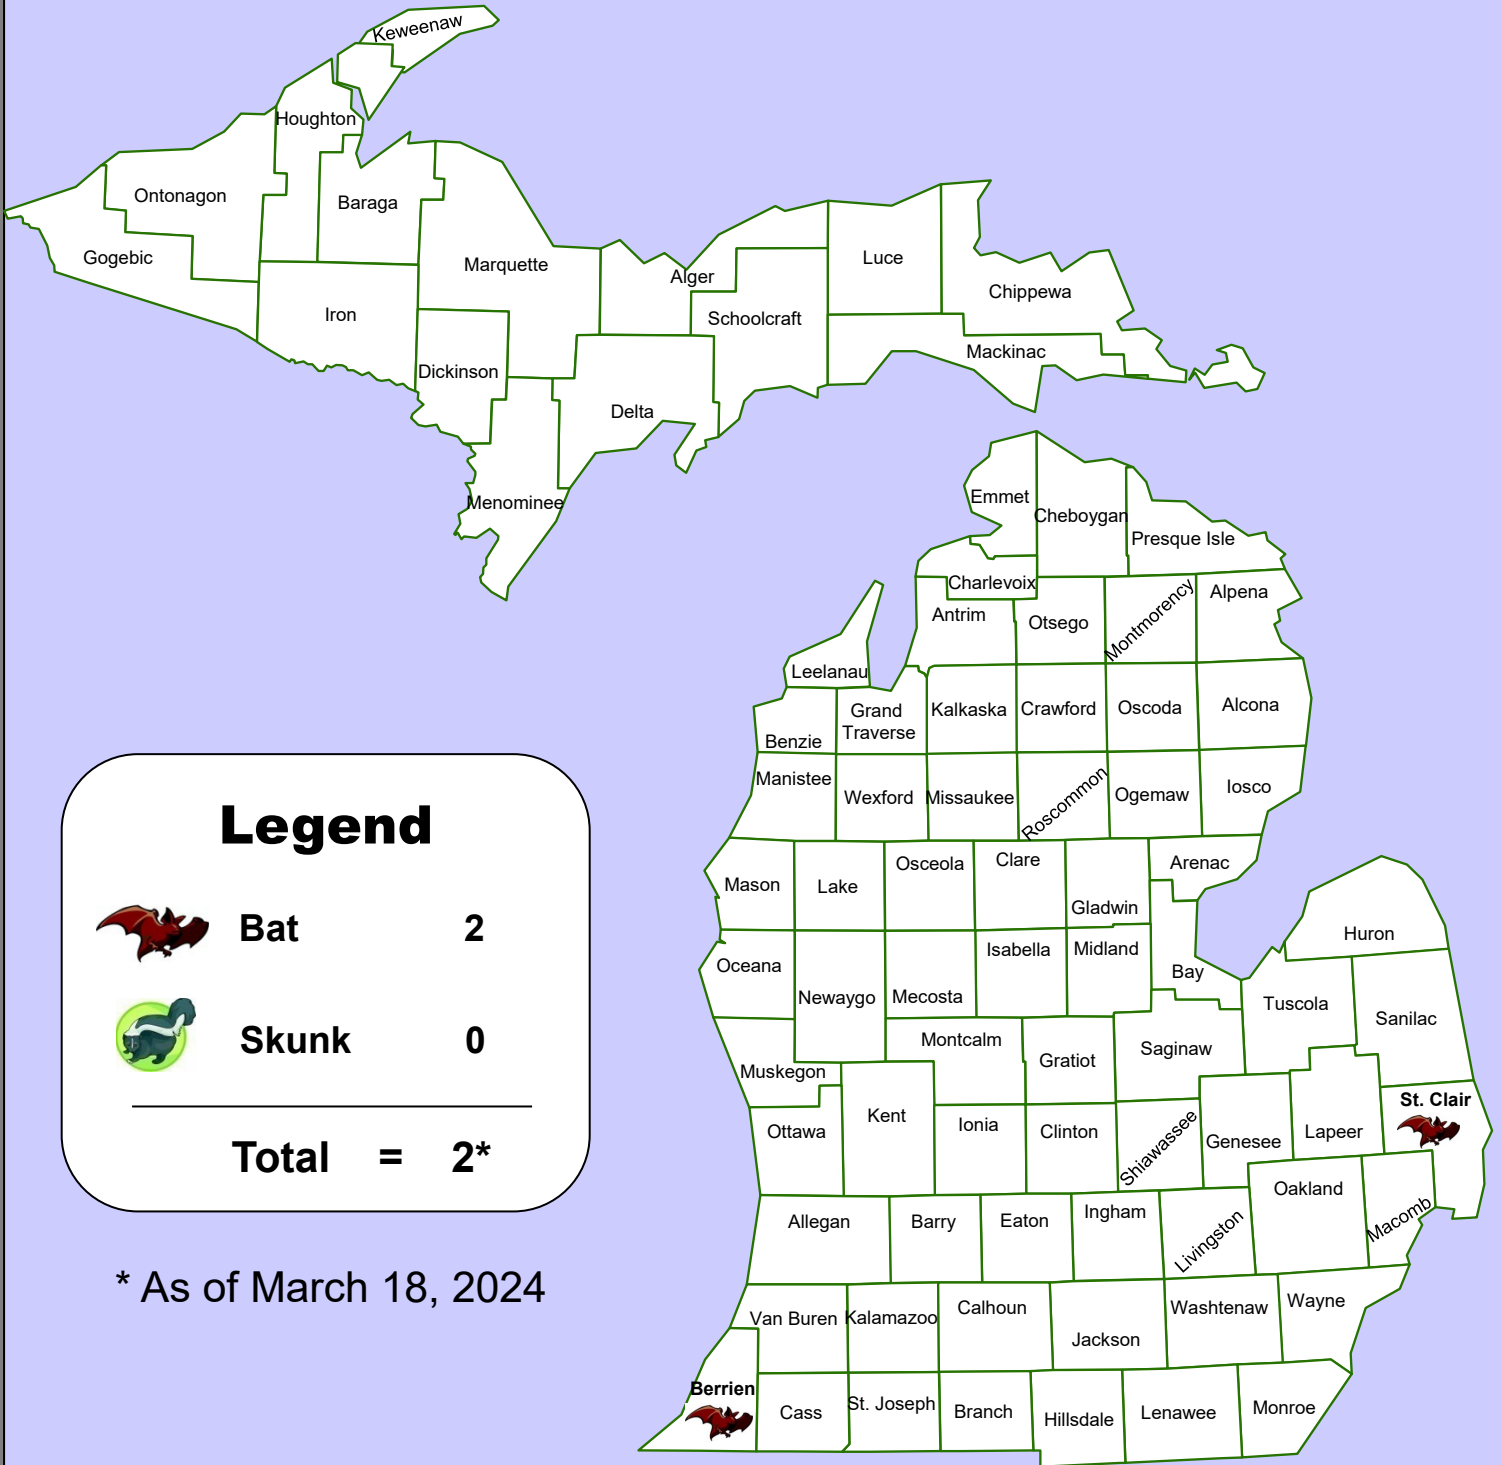 Keweenaw
Houghton
Ontonagon
Baraga
Gogebic
Marquette
Iron
Dickinson
Menominee
Delta
Alger
Schoolcraft
Luce
Chippewa
Mackinac
Emmet
Cheboygan
Presque Isle
Charlevoix
Antrim
Otsego
Montmorency
Alpena
Leelanau
Benzie
Grand
Traverse
Kalkaska
Crawford
Oscoda
Alcona
Manistee
Wexford
Missaukee
Roscommon
Ogemaw
Iosco
Mason
Lake
Osceola
Clare
Gladwin
Arenac
Oceana
Newaygo
Mecosta
Isabella
Midland
Bay
Huron
Tuscola
Sanilac
Muskegon
Montcalm
Gratiot
Saginaw
Ottawa
Kent
Ionia
Clinton
Shiawassee
Genesee
Lapeer
St. Clair
Allegan
Barry
Eaton
Ingham
Livingston
Oakland
Macomb
Van Buren
Kalamazoo
Calhoun
Jackson
Washtenaw
Wayne
Berrien
Cass
St. Joseph
Branch
Hillsdale
Lenawee
Monroe
Legend
Bat 2
Skunk 0
Total = 2*
* As of March 18, 2024